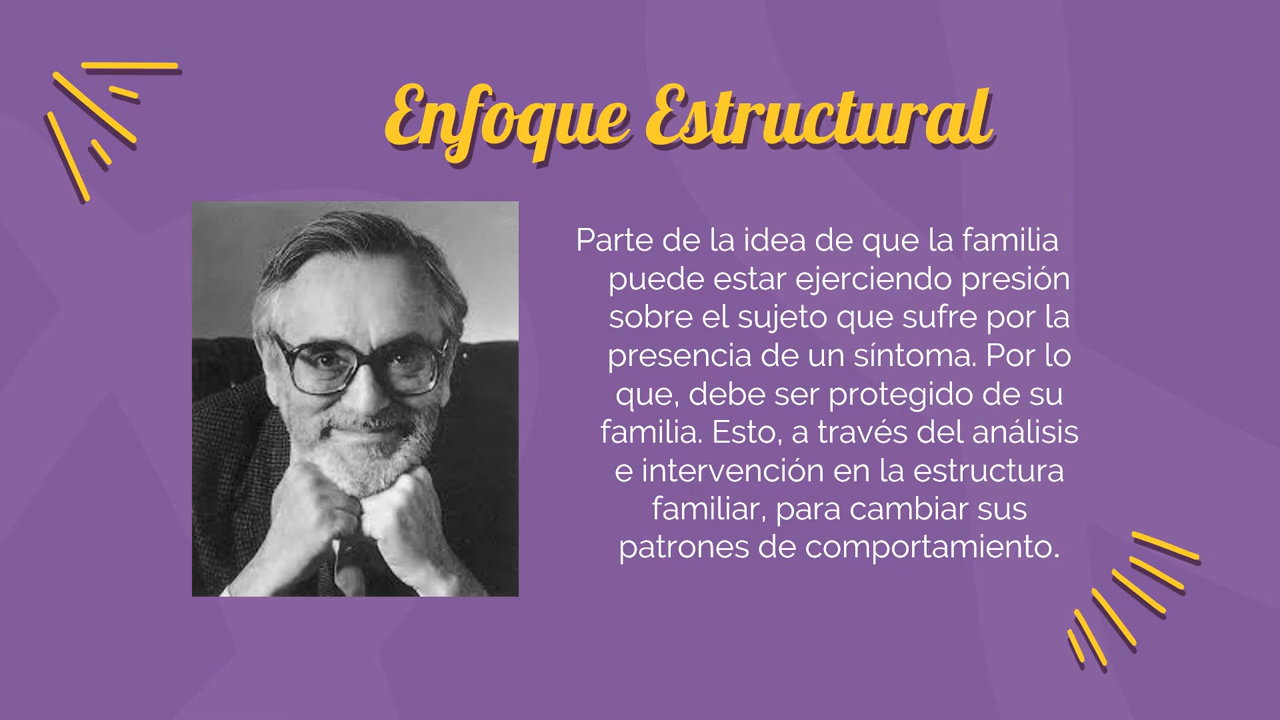 Enfoque Estructural
Parte de la idea de que la familia
puede estar ejerciendo presión
sobre el sujeto que sufre por la
presencia de un síntoma. Por lo
que, debe ser protegido de su
familia. Esto, a través del análisis
e intervención en la estructura
familiar, para cambiar sus
patrones de comportamiento.